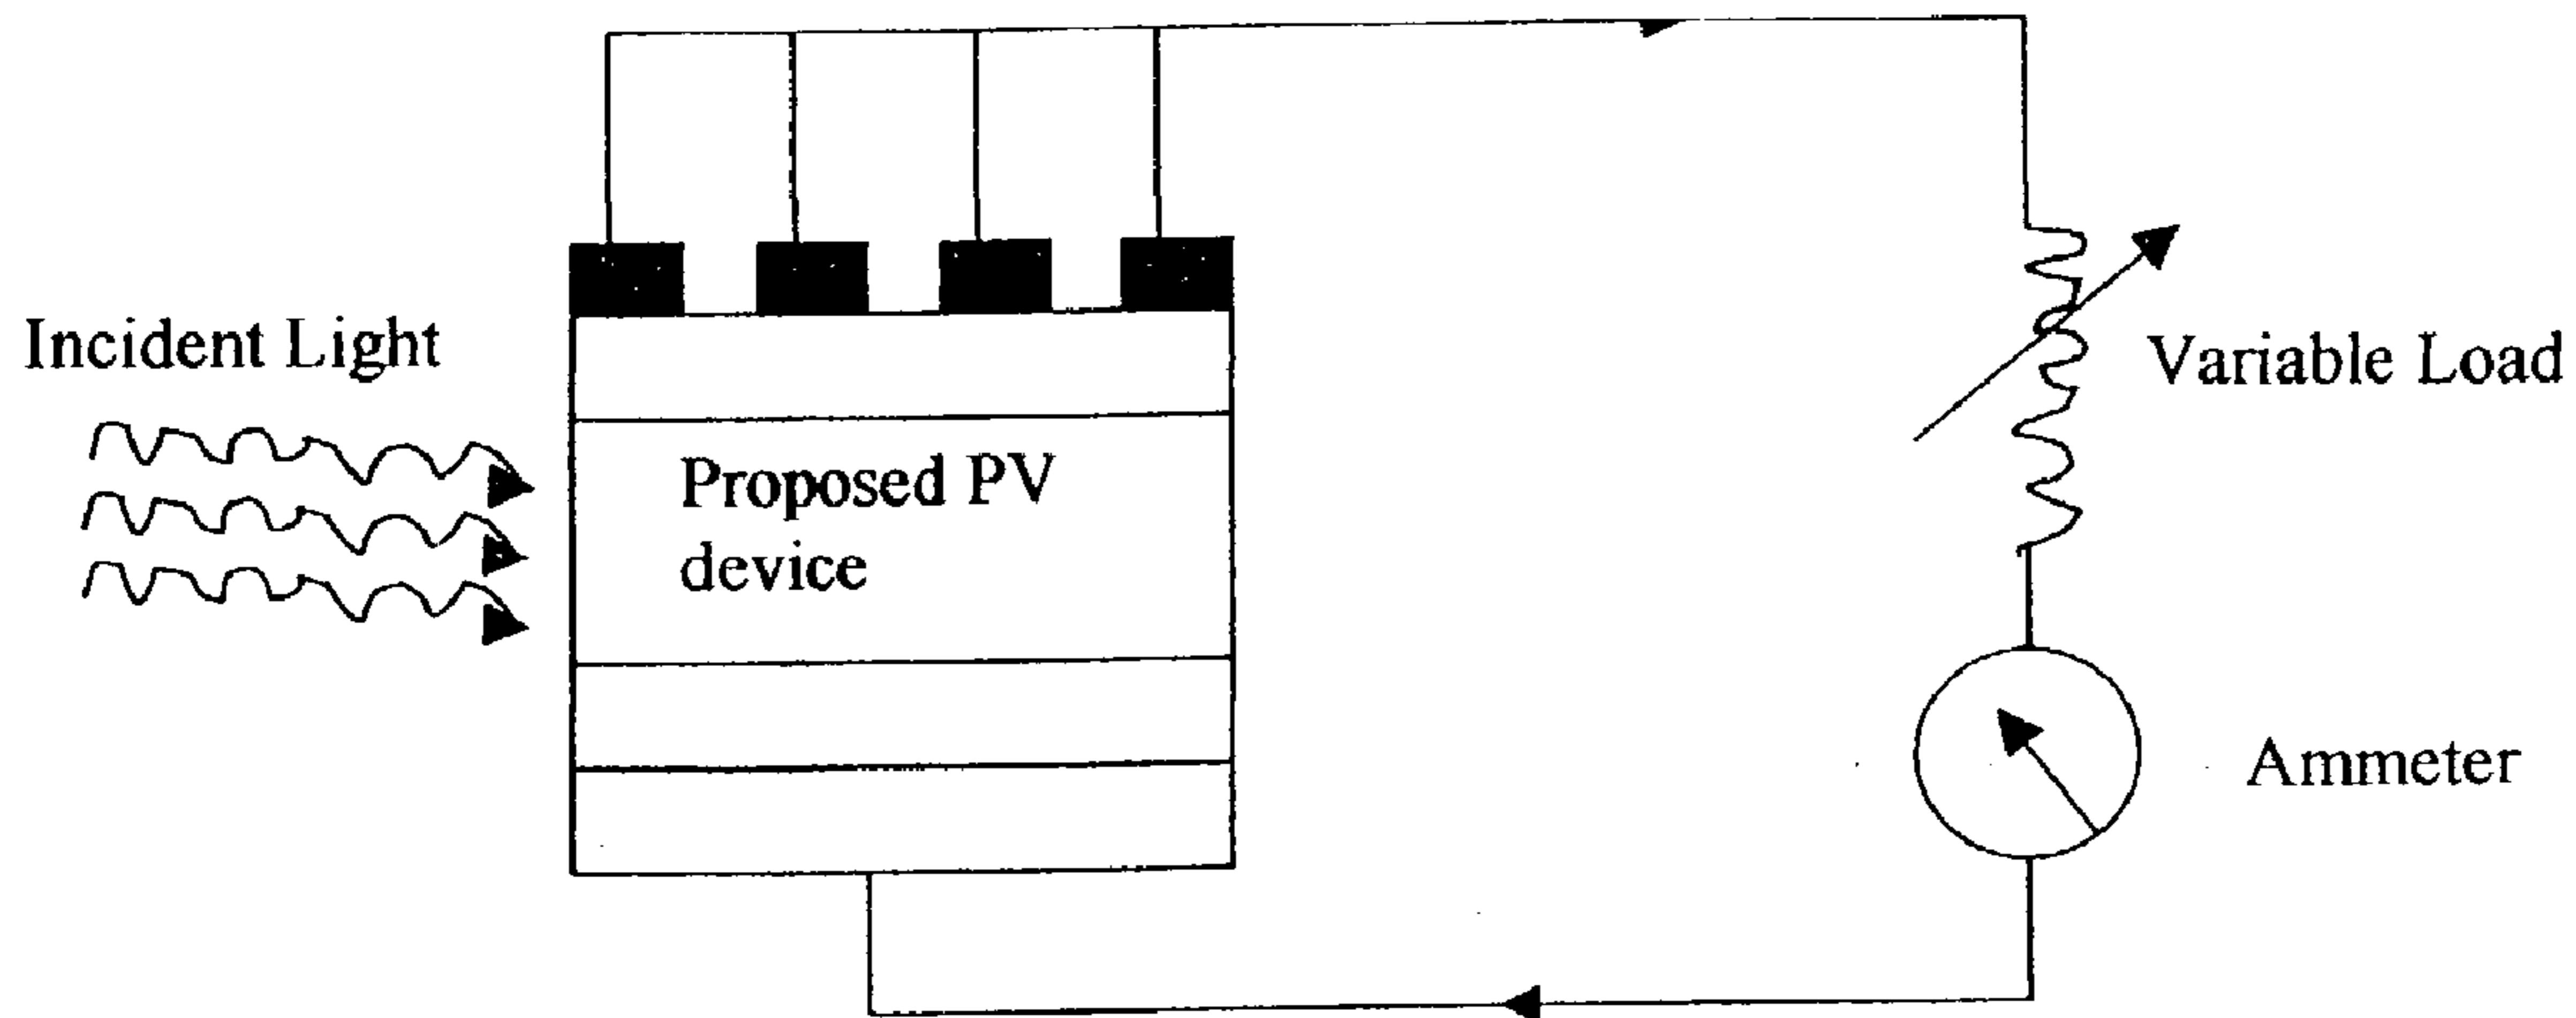 Incident Light
Variable Load
Proposed PV
device
Ammeter